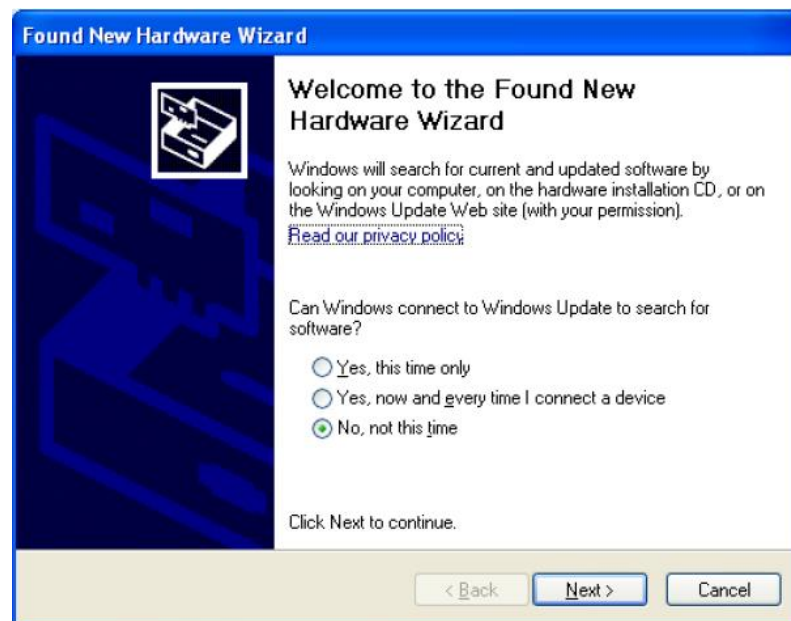 Found New Hardware Wizard
Welcome to the Found New
Hardware Wizard
Windows will search for current and updated software by
looking on your computer, on the hardware installation CD, or on
the Windows Update Web site (with your permission).
Read our privacy policy
Can Windows connect to Windows Update to search for
software?
Yes, this time only
Yes, now and every time I connect a device
No, not this time
Click Next to continue.
< Back
Next >
Cancel